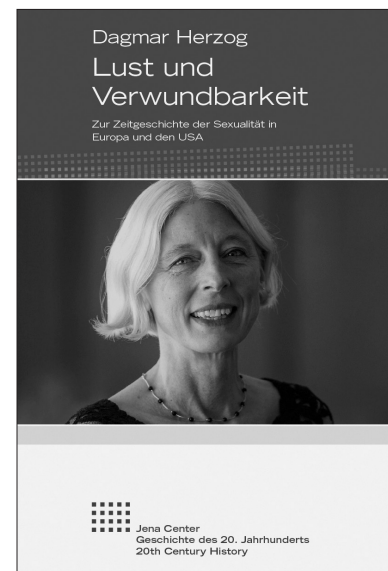 Dagmar Herzog
Lust und
Verwundbarkeit
Zur Zeitgeschichte der Sexualität in
Europa und den USA
Jena Center
Geschichte des 20. Jahrhunderts
20th Century History